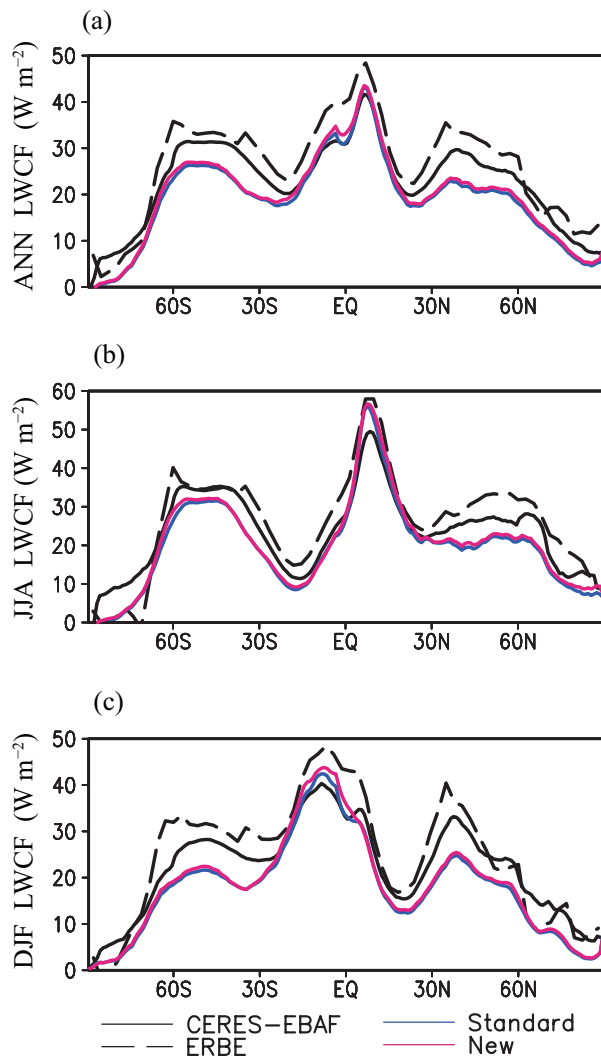 (a)
ANN LWCF (W m⁻²)
50
40
30
20
10
0
60S 30S EQ 30N 60N
(b)
JJA LWCF (W m⁻²)
60
50
40
30
20
10
0
60S 30S EQ 30N 60N
(c)
DJF LWCF (W m⁻²)
50
40
30
20
10
0
60S 30S EQ 30N 60N
CERES−EBAF
ERBE
Standard
New